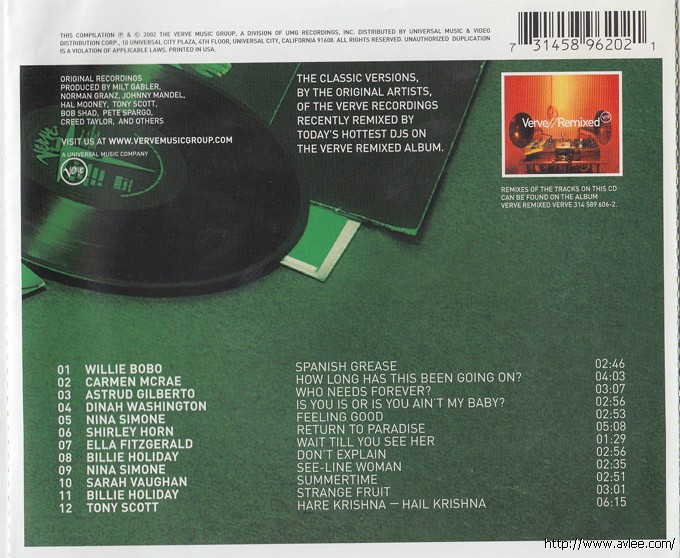 THIS COMPILATION ℗ & © 2002 THE VERVE MUSIC GROUP, A DIVISION OF UMG RECORDINGS, INC. DISTRIBUTED BY UNIVERSAL MUSIC & VIDEO
DISTRIBUTION CORP., 10 UNIVERSAL CITY PLAZA, 4TH FLOOR, UNIVERSAL CITY, CALIFORNIA 91608. ALL RIGHTS RESERVED. UNAUTHORIZED DUPLICATION
IS A VIOLATION OF APPLICABLE LAWS. PRINTED IN USA.
7 31458 96202 1
ORIGINAL RECORDINGS
PRODUCED BY MILT GABLER,
NORMAN GRANZ, JOHNNY MANDEL,
HAL MOONEY, TONY SCOTT,
BOB SHAD, PETE SPARGO,
CREED TAYLOR, AND OTHERS
VISIT US AT WWW.VERVEMUSICGROUP.COM
A UNIVERSAL MUSIC COMPANY
Verve
THE CLASSIC VERSIONS,
BY THE ORIGINAL ARTISTS,
OF THE VERVE RECORDINGS
RECENTLY REMIXED BY
TODAY'S HOTTEST DJS ON
THE VERVE REMIXED ALBUM.
Verve//Remixed
REMIXES OF THE TRACKS ON THIS CD
CAN BE FOUND ON THE ALBUM
VERVE REMIXED VERVE 314 589 606-2.
01 WILLIE BOBO SPANISH GREASE 02:46
02 CARMEN MCRAE HOW LONG HAS THIS BEEN GOING ON? 04:03
03 ASTRUD GILBERTO WHO NEEDS FOREVER? 03:07
04 DINAH WASHINGTON IS YOU IS OR IS YOU AIN'T MY BABY? 02:56
05 NINA SIMONE FEELING GOOD 02:53
06 SHIRLEY HORN RETURN TO PARADISE 05:08
07 ELLA FITZGERALD WAIT TILL YOU SEE HER 01:29
08 BILLIE HOLIDAY DON'T EXPLAIN 02:56
09 NINA SIMONE SEE-LINE WOMAN 02:35
10 SARAH VAUGHAN SUMMERTIME 02:51
11 BILLIE HOLIDAY STRANGE FRUIT 03:01
12 TONY SCOTT HARE KRISHNA — HAIL KRISHNA 06:15
http://www.avlee.com/